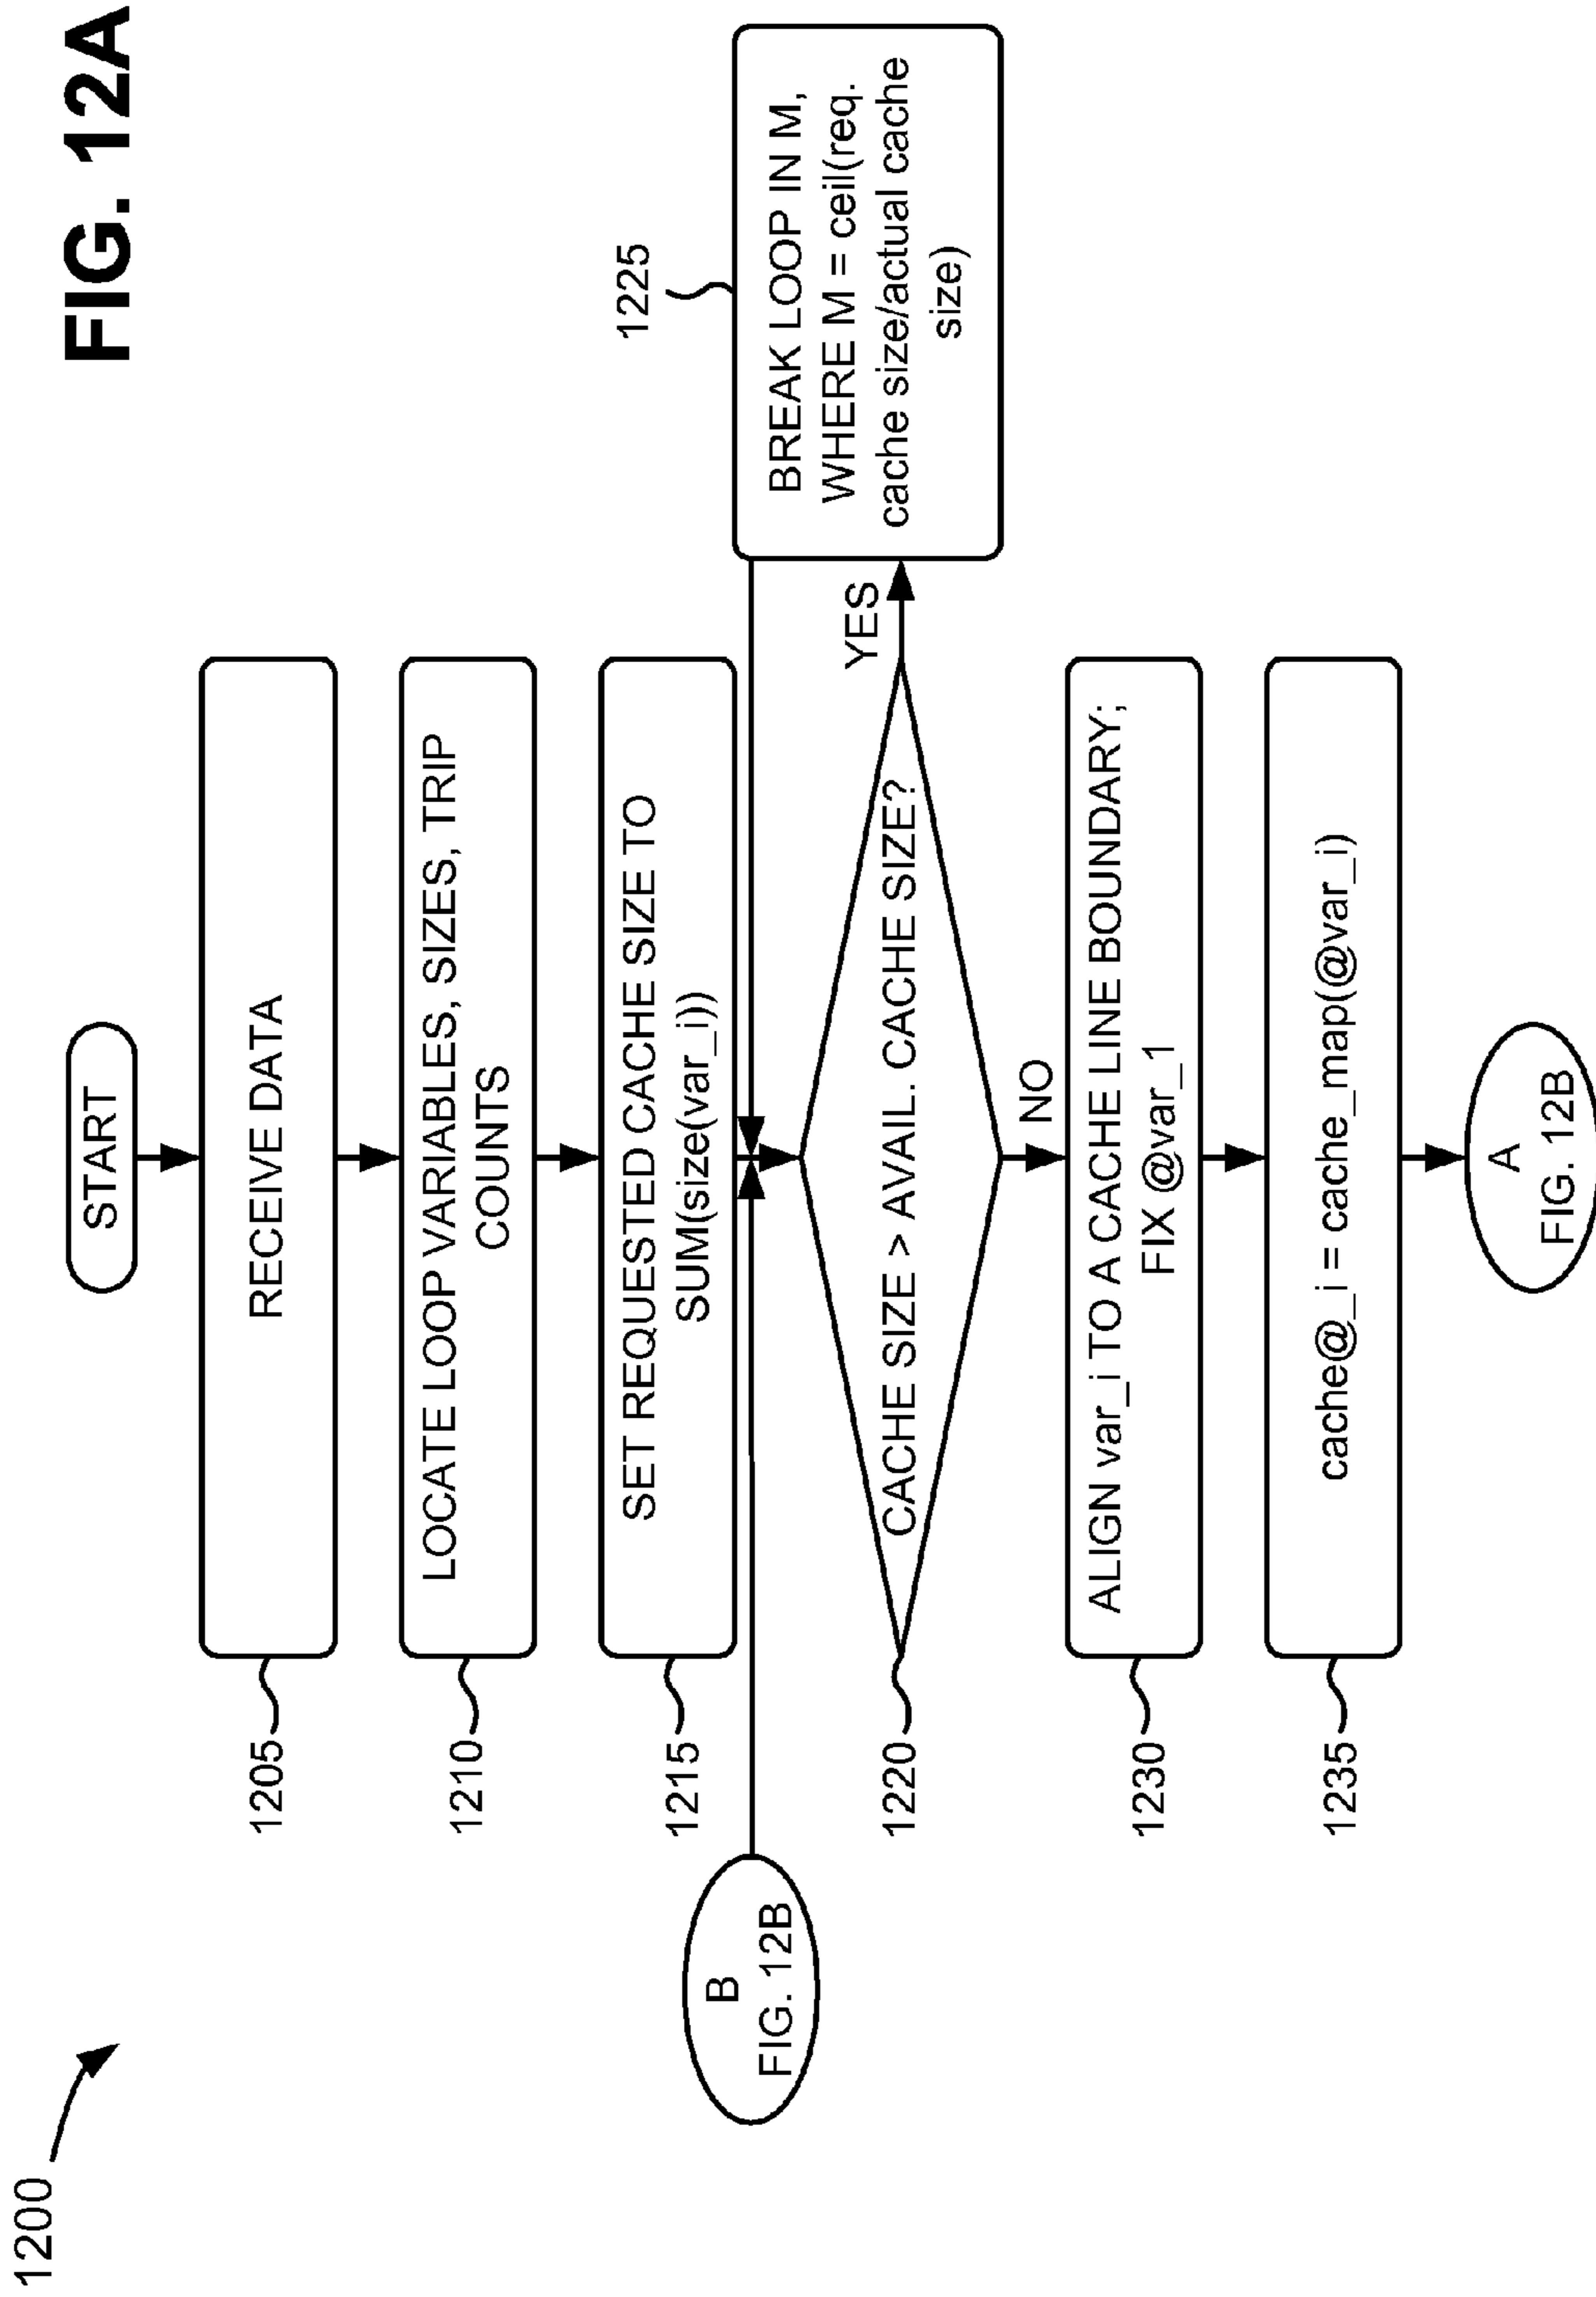 FIG. 12A
1200
START
1205
RECEIVE DATA
1210
LOCATE LOOP VARIABLES, SIZES, TRIP
COUNTS
1215
SET REQUESTED CACHE SIZE TO
SUM(size(var_i))
B
FIG. 12B
1220
CACHE SIZE > AVAIL. CACHE SIZE?
YES
1225
BREAK LOOP IN M,
WHERE M = ceil(req.
cache size/actual cache
size)
NO
1230
ALIGN var_i TO A CACHE LINE BOUNDARY;
FIX @var_1
1235
cache@_i = cache_map(@var_i)
A
FIG. 12B